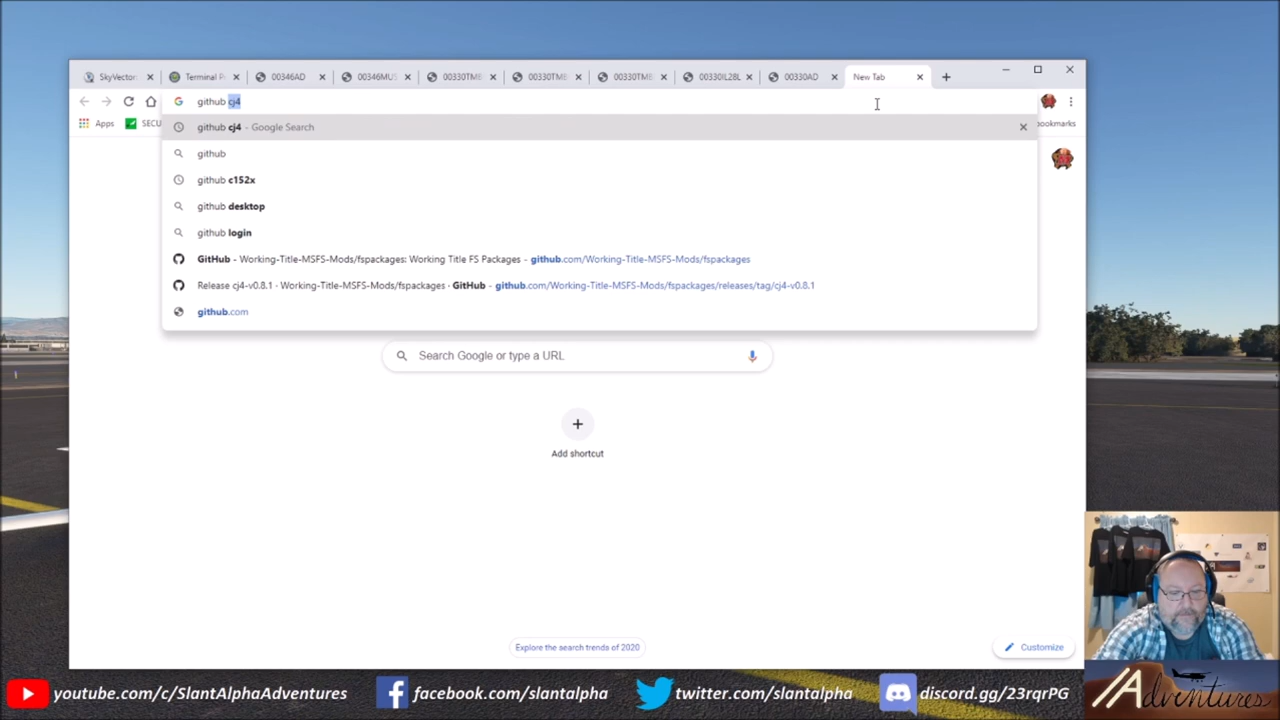 SkyVector:
Terminal Pr
00346AD
00346MUS
00330TMB
00330TMB
00330TMB
00330IL28L
00330AD
New Tab
github cj4
Apps
SECU
bookmarks
github cj4 - Google Search
github
github c152x
github desktop
github login
GitHub - Working-Title-MSFS-Mods/fspackages: Working Title FS Packages - github.com/Working-Title-MSFS-Mods/fspackages
Release cj4-v0.8.1 · Working-Title-MSFS-Mods/fspackages · GitHub - github.com/Working-Title-MSFS-Mods/fspackages/releases/tag/cj4-v0.8.1
github.com
Search Google or type a URL
Add shortcut
Explore the search trends of 2020
Customize
youtube.com/c/SlantAlphaAdventures
facebook.com/slantalpha
twitter.com/slantalpha
discord.gg/23rqrPG
Adventures